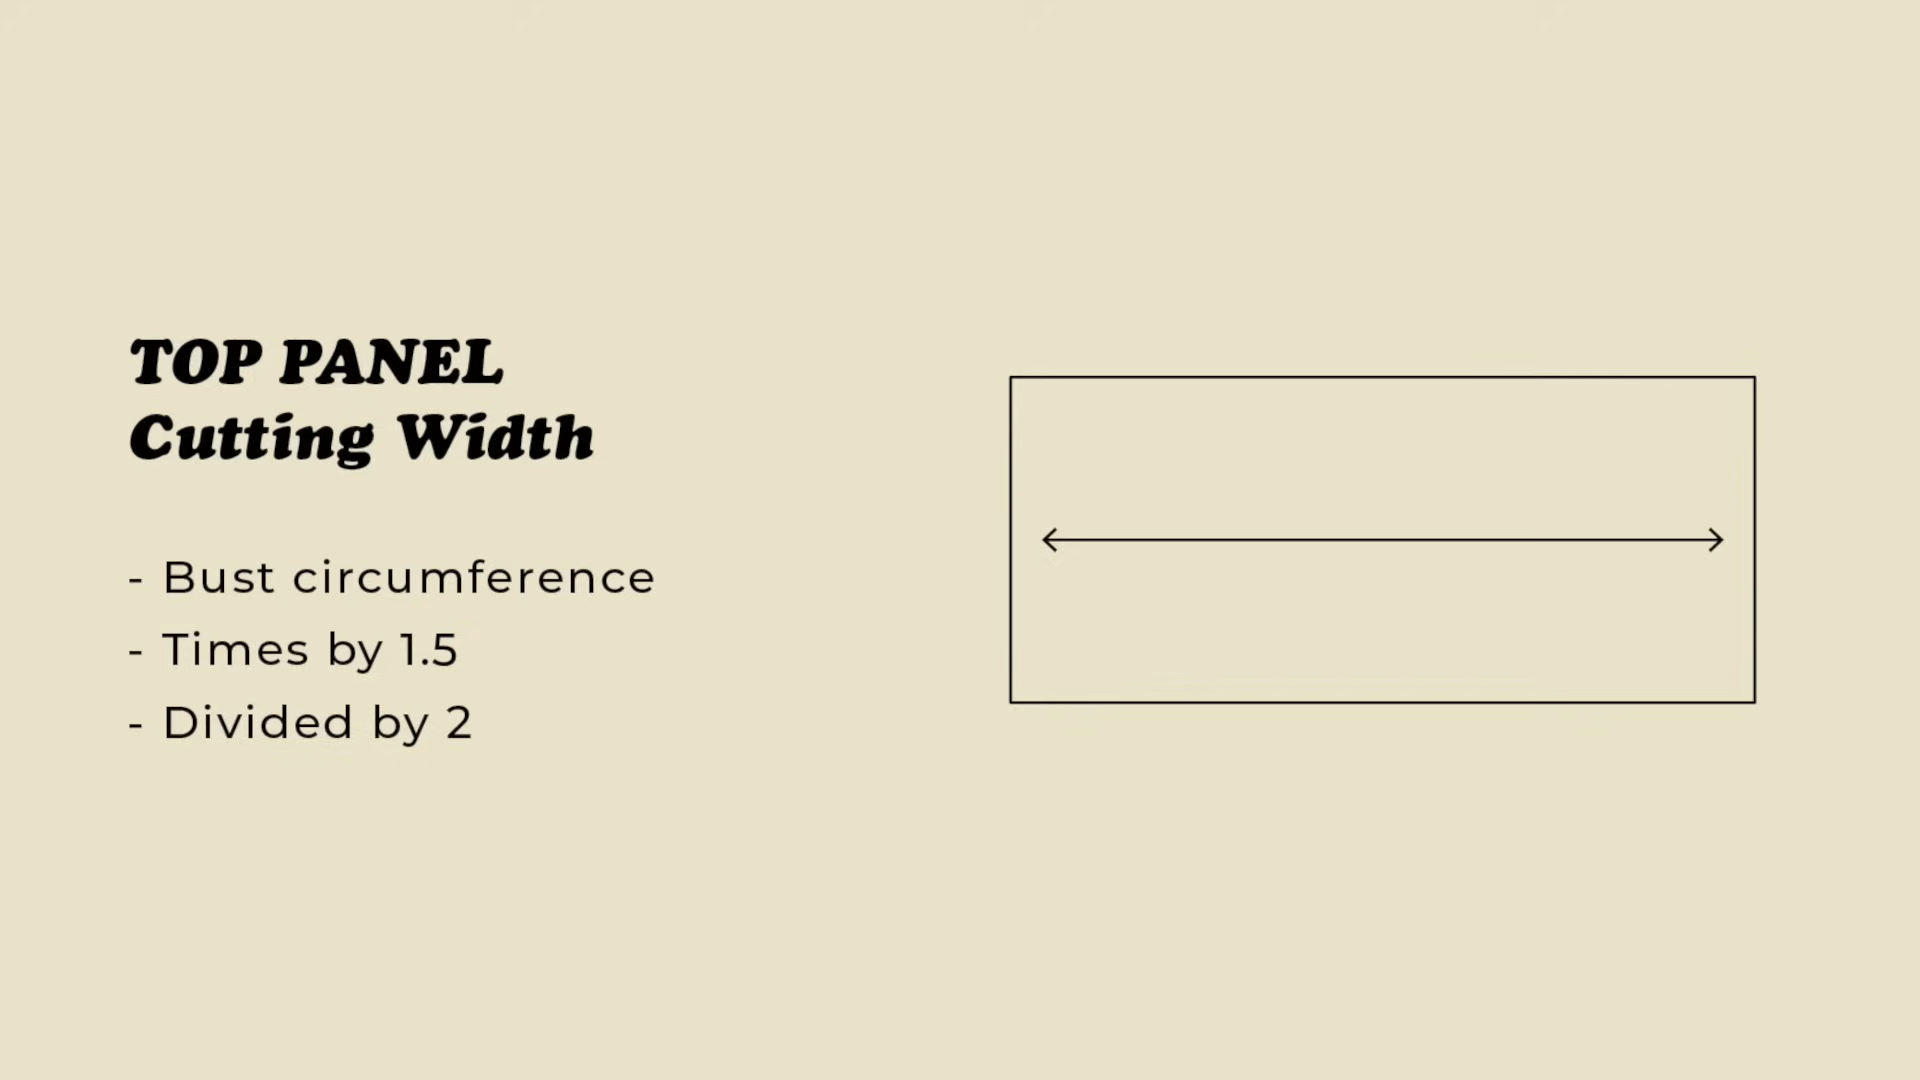 TOP PANEL
Cutting Width
- Bust circumference
- Times by 1.5
- Divided by 2